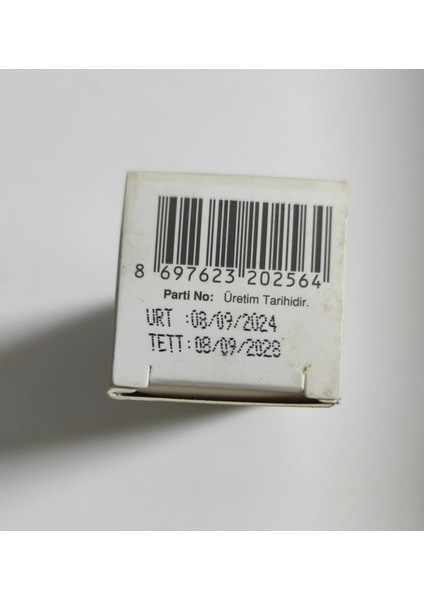 8 697623 202564
Parti No: Üretim Tarihidir.
URT :08/09/2024
TETT:08/09/2028